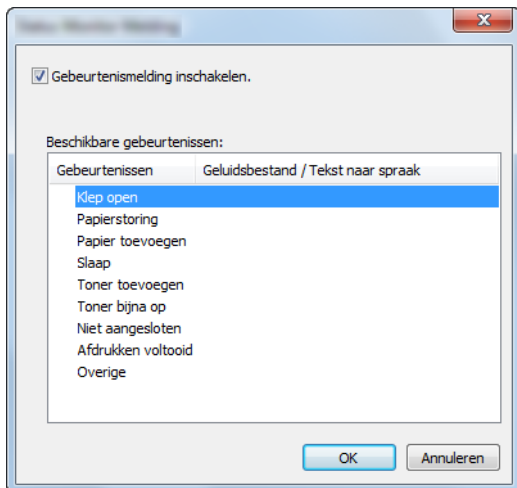 Gebeurtenismelding inschakelen.
Beschikbare gebeurtenissen:
Gebeurtenissen Geluidsbestand / Tekst naar spraak
Klep open
Papierstoring
Papier toevoegen
Slaap
Toner toevoegen
Toner bijna op
Niet aangesloten
Afdrukken voltooid
Overige
OK Annuleren